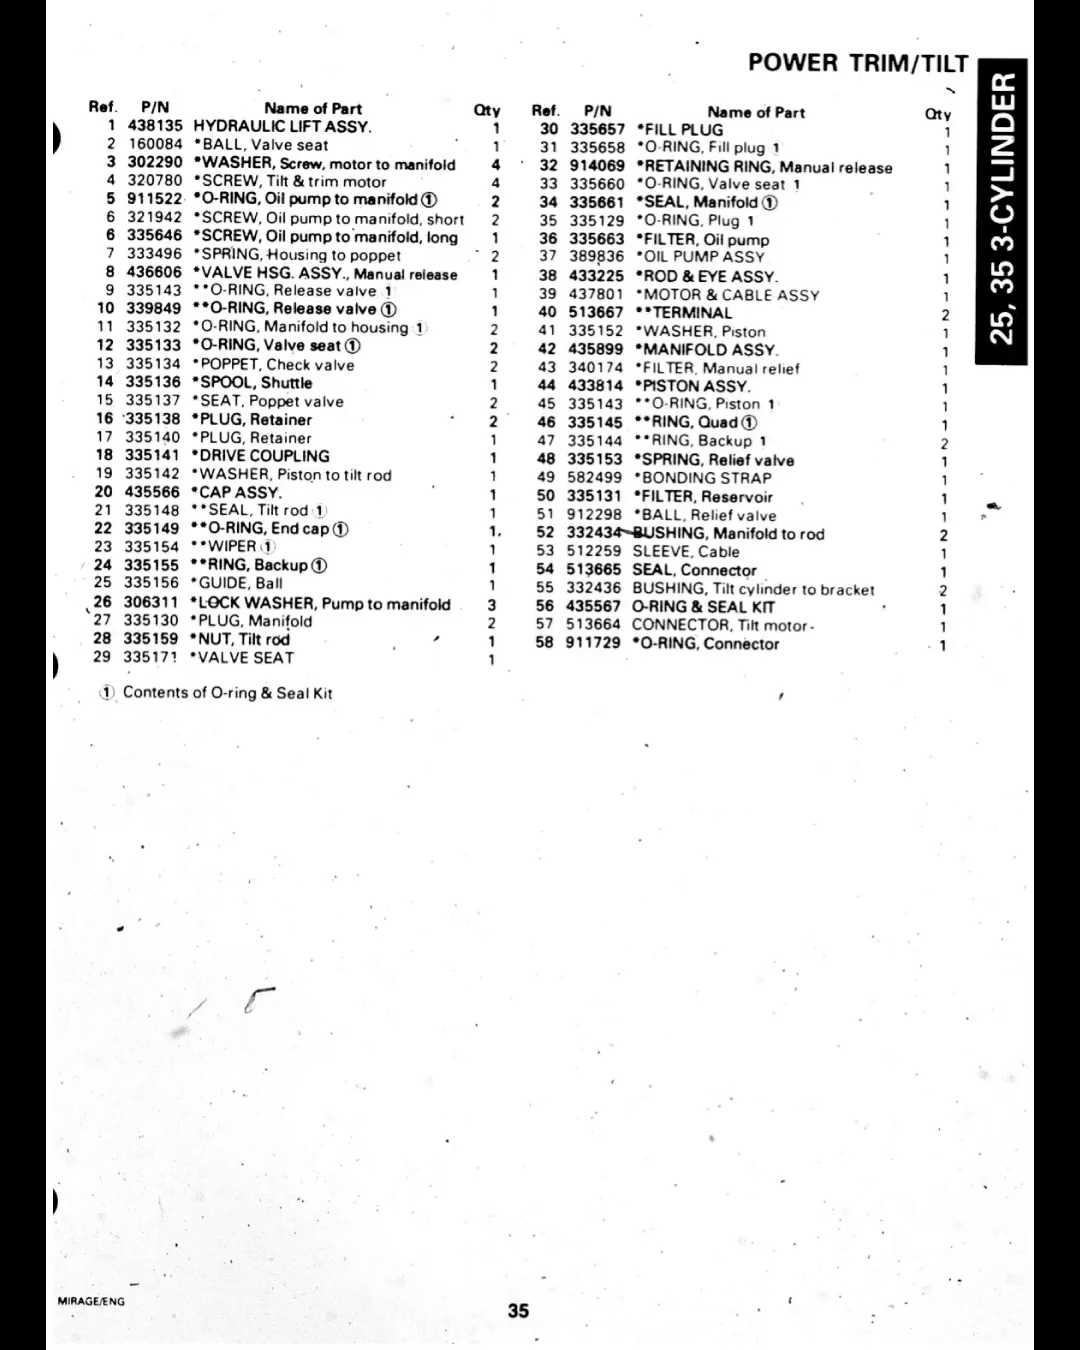 POWER TRIM/TILT
25, 35 3-CYLINDER
Ref. P/N Name of Part Qty
1 438135 HYDRAULIC LIFT ASSY. 1
2 160084 *BALL, Valve seat 1
3 302290 *WASHER, Screw, motor to manifold 4
4 320780 *SCREW, Tilt & trim motor 4
5 911522 *O-RING, Oil pump to manifold ① 2
6 321942 *SCREW, Oil pump to manifold, short 2
6 335646 *SCREW, Oil pump to manifold, long 1
7 333496 *SPRING, Housing to poppet 2
8 436606 *VALVE HSG. ASSY., Manual release 1
9 335143 **O-RING, Release valve ① 1
10 339849 **O-RING, Release valve ① 1
11 335132 *O-RING, Manifold to housing ① 2
12 335133 *O-RING, Valve seat ① 2
13 335134 *POPPET, Check valve 2
14 335136 *SPOOL, Shuttle 1
15 335137 *SEAT, Poppet valve 2
16 335138 *PLUG, Retainer 2
17 335140 *PLUG, Retainer 1
18 335141 *DRIVE COUPLING 1
19 335142 *WASHER, Piston to tilt rod 1
20 435566 *CAP ASSY. 1
21 335148 **SEAL, Tilt rod ① 1
22 335149 **O-RING, End cap ① 1
23 335154 **WIPER ① 1
24 335155 **RING, Backup ① 1
25 335156 *GUIDE, Ball 1
26 306311 *LOCK WASHER, Pump to manifold 3
27 335130 *PLUG, Manifold 2
28 335159 *NUT, Tilt rod 1
29 335171 *VALVE SEAT 1
① Contents of O-ring & Seal Kit
Ref. P/N Name of Part Qty
30 335657 *FILL PLUG 1
31 335658 *O-RING, Fill plug 1 1
32 914069 *RETAINING RING, Manual release 1
33 335660 *O-RING, Valve seat 1 1
34 335661 *SEAL, Manifold ① 1
35 335129 *O-RING, Plug 1 1
36 335663 *FILTER, Oil pump 1
37 389836 *OIL PUMP ASSY 1
38 433225 *ROD & EYE ASSY. 1
39 437801 *MOTOR & CABLE ASSY 1
40 513667 **TERMINAL 2
41 335152 *WASHER, Piston 1
42 435899 *MANIFOLD ASSY. 1
43 340174 *FILTER, Manual relief 1
44 433814 *PISTON ASSY. 1
45 335143 **O-RING, Piston 1 1
46 335145 **RING, Quad ① 1
47 335144 **RING, Backup 1 2
48 335153 *SPRING, Relief valve 1
49 582499 *BONDING STRAP 1
50 335131 *FILTER, Reservoir 1
51 912298 *BALL, Relief valve 1
52 332434 BUSHING, Manifold to rod 2
53 512259 SLEEVE, Cable 1
54 513665 SEAL, Connector 1
55 332436 BUSHING, Tilt cylinder to bracket 2
56 435567 O-RING & SEAL KIT 1
57 513664 CONNECTOR, Tilt motor 1
58 911729 *O-RING, Connector 1
MIRAGE/ENG
35